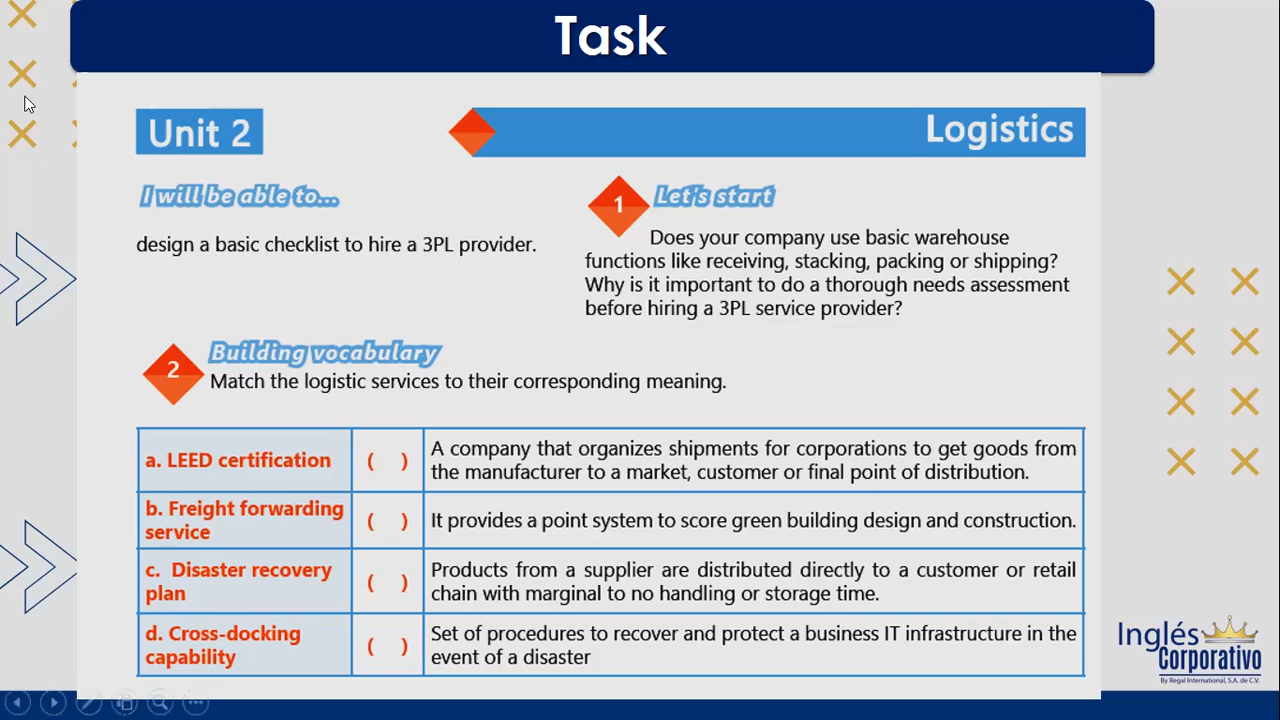 Task
Unit 2
Logistics
I will be able to...
design a basic checklist to hire a 3PL provider.
1
Let's start
Does your company use basic warehouse
functions like receiving, stacking, packing or shipping?
Why is it important to do a thorough needs assessment
before hiring a 3PL service provider?
2
Building vocabulary
Match the logistic services to their corresponding meaning.
a. LEED certification
( )
A company that organizes shipments for corporations to get goods from
the manufacturer to a market, customer or final point of distribution.
b. Freight forwarding
service
( )
It provides a point system to score green building design and construction.
c. Disaster recovery
plan
( )
Products from a supplier are distributed directly to a customer or retail
chain with marginal to no handling or storage time.
d. Cross-docking
capability
( )
Set of procedures to recover and protect a business IT infrastructure in the
event of a disaster
Inglés
Corporativo
By Regal International, S.A. de C.V.